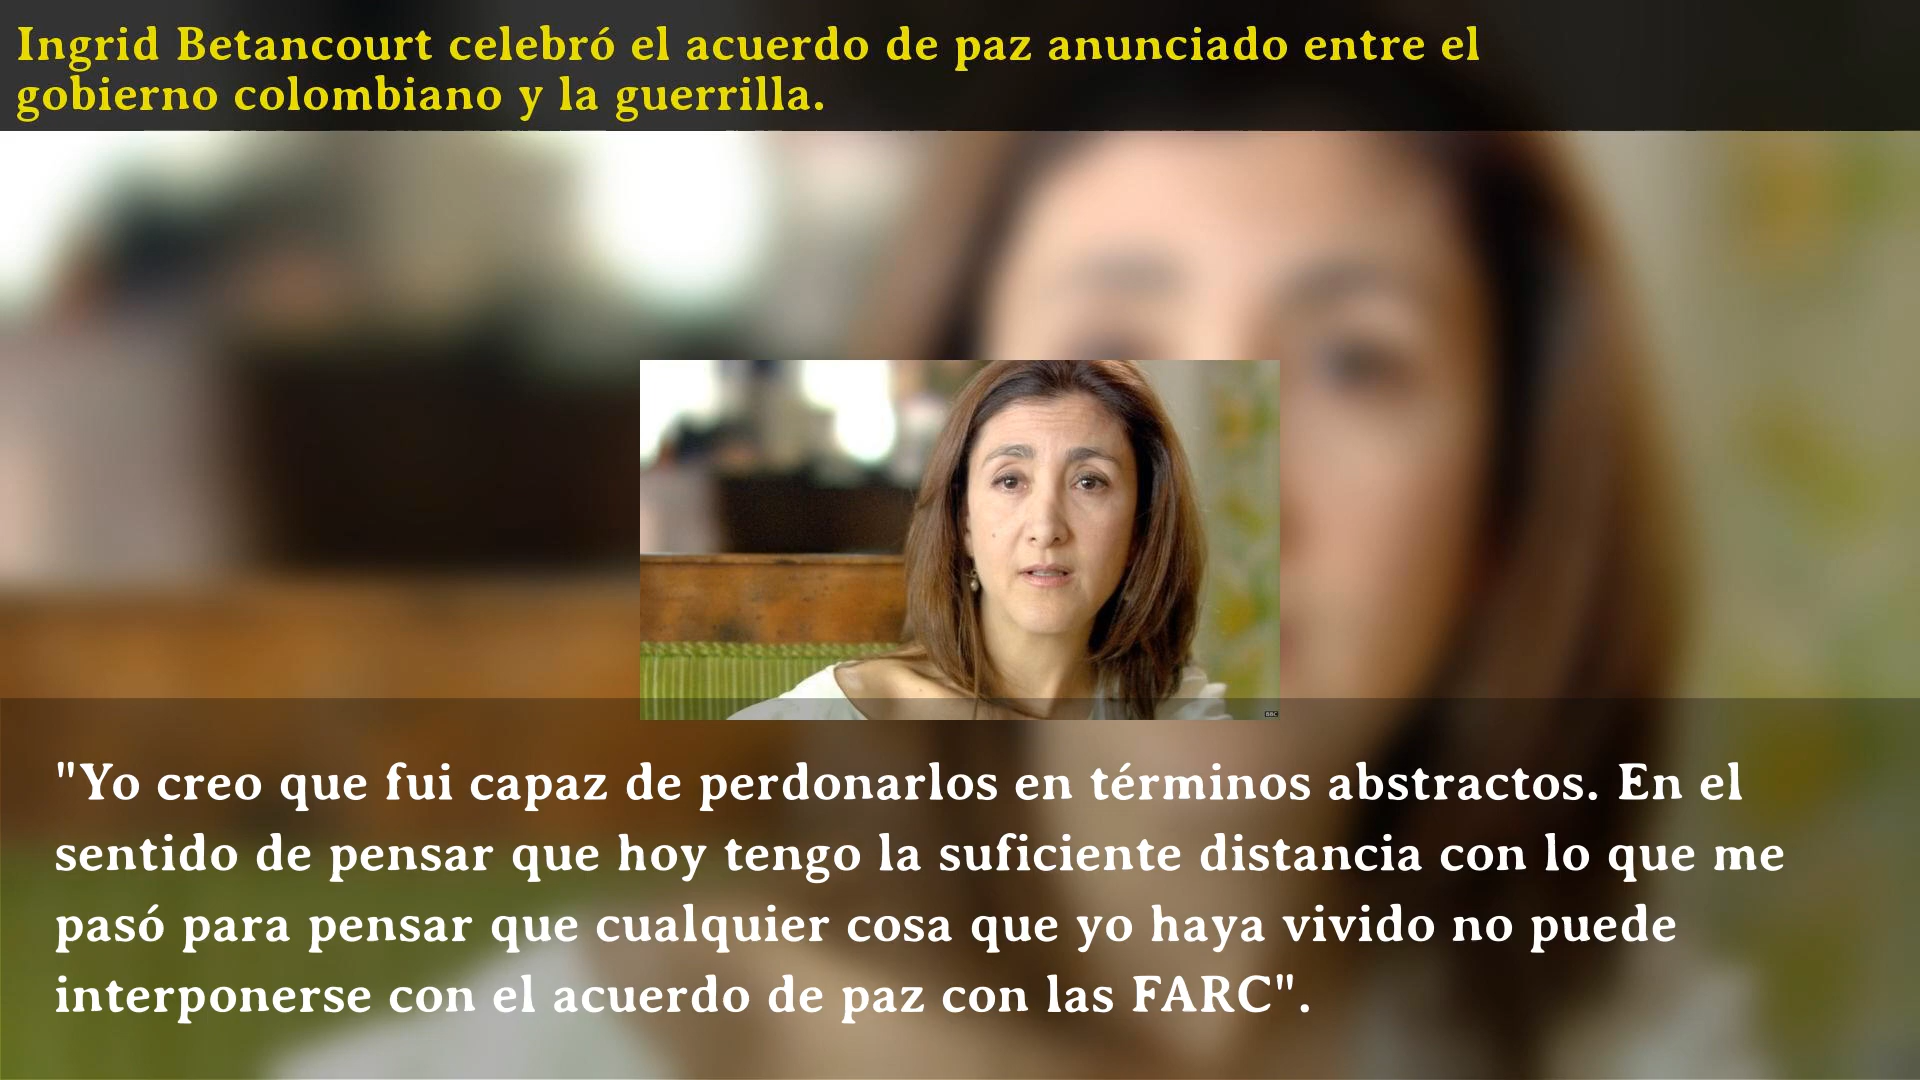 Ingrid Betancourt celebró el acuerdo de paz anunciado entre el
gobierno colombiano y la guerrilla.
BBC
"Yo creo que fui capaz de perdonarlos en términos abstractos. En el
sentido de pensar que hoy tengo la suficiente distancia con lo que me
pasó para pensar que cualquier cosa que yo haya vivido no puede
interponerse con el acuerdo de paz con las FARC".